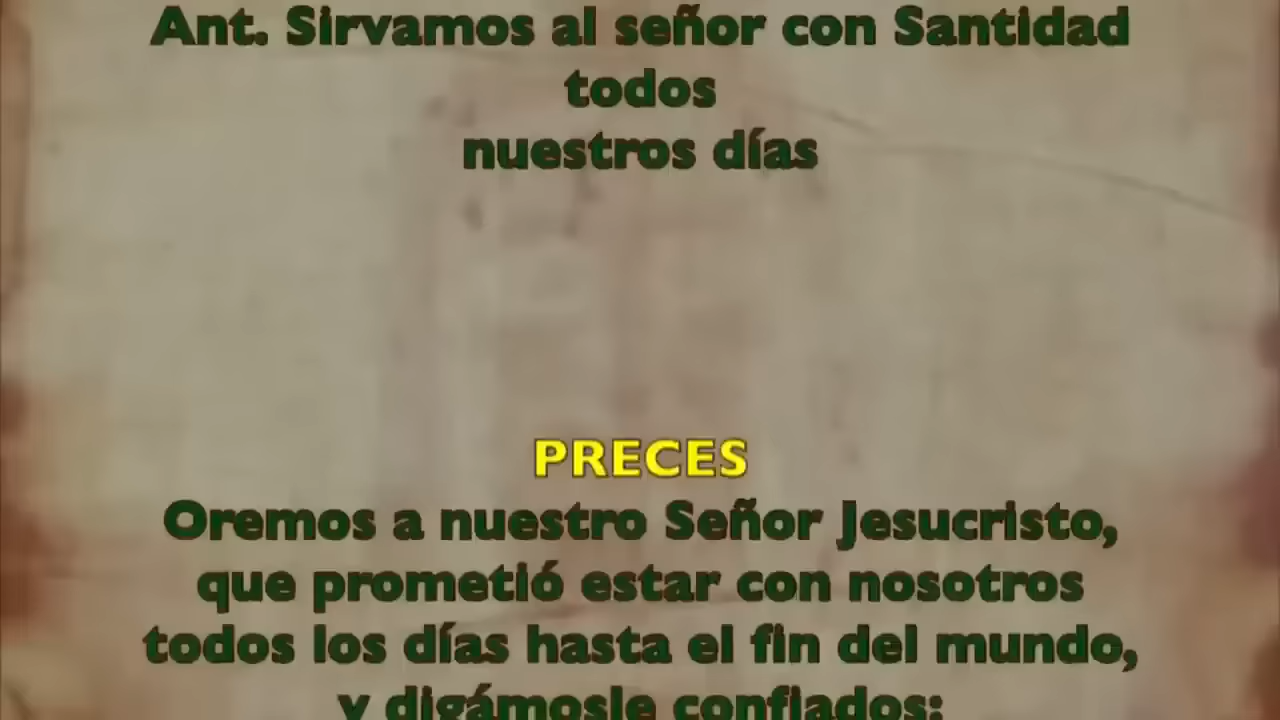 Ant. Sirvamos al señor con Santidad
todos
nuestros días
PRECES
Oremos a nuestro Señor Jesucristo,
que prometió estar con nosotros
todos los días hasta el fin del mundo,
y digámosle confiados: